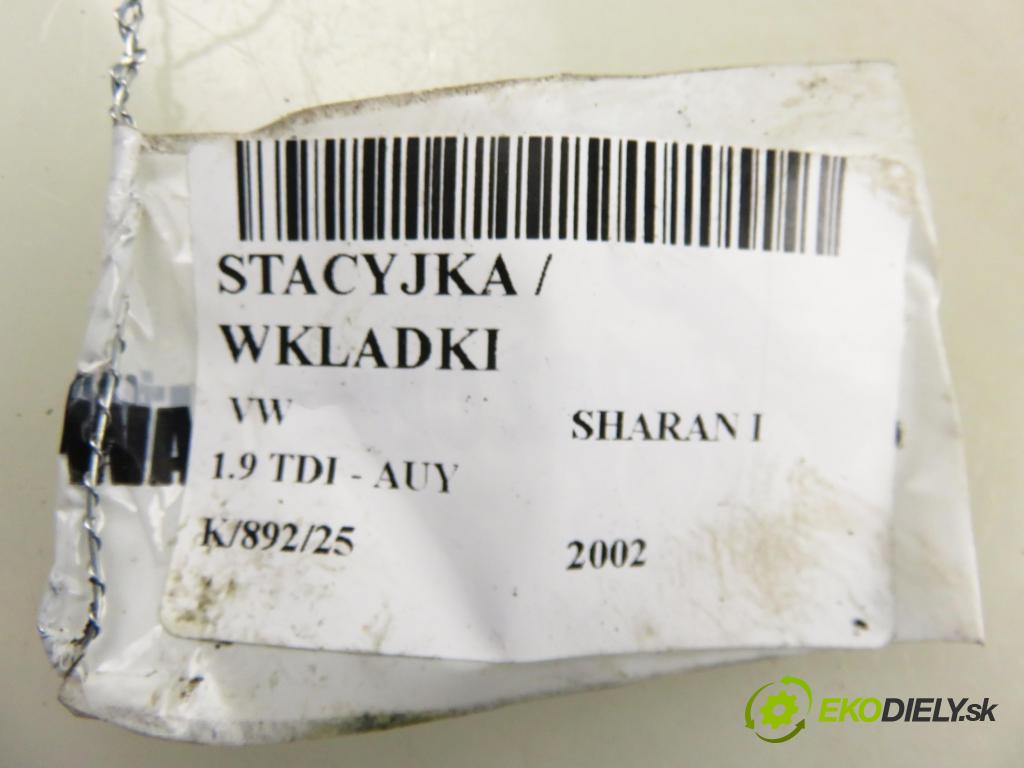 STACYJKA /
WKLADKI
VW SHARAN I
1.9 TDI - AUY
K/892/25 2002
EKODIELY.sk